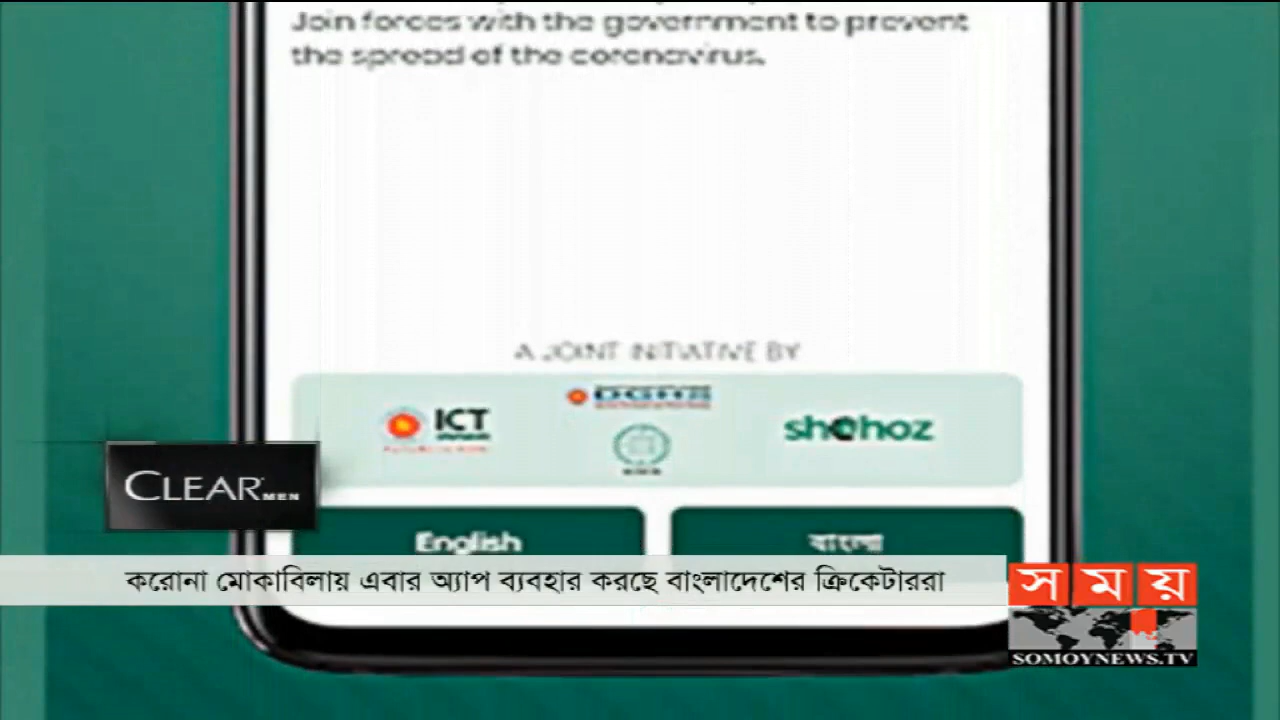 Join forces with the government to prevent
the spread of the coronavirus.
A JOINT INITIATIVE BY
ICT
DGHS
shohoz
CLEAR MEN
English
বাংলা
করোনা মোকাবিলায় এবার অ্যাপ ব্যবহার করছে বাংলাদেশের ক্রিকেটাররা
সময়
SOMOYNEWS.TV